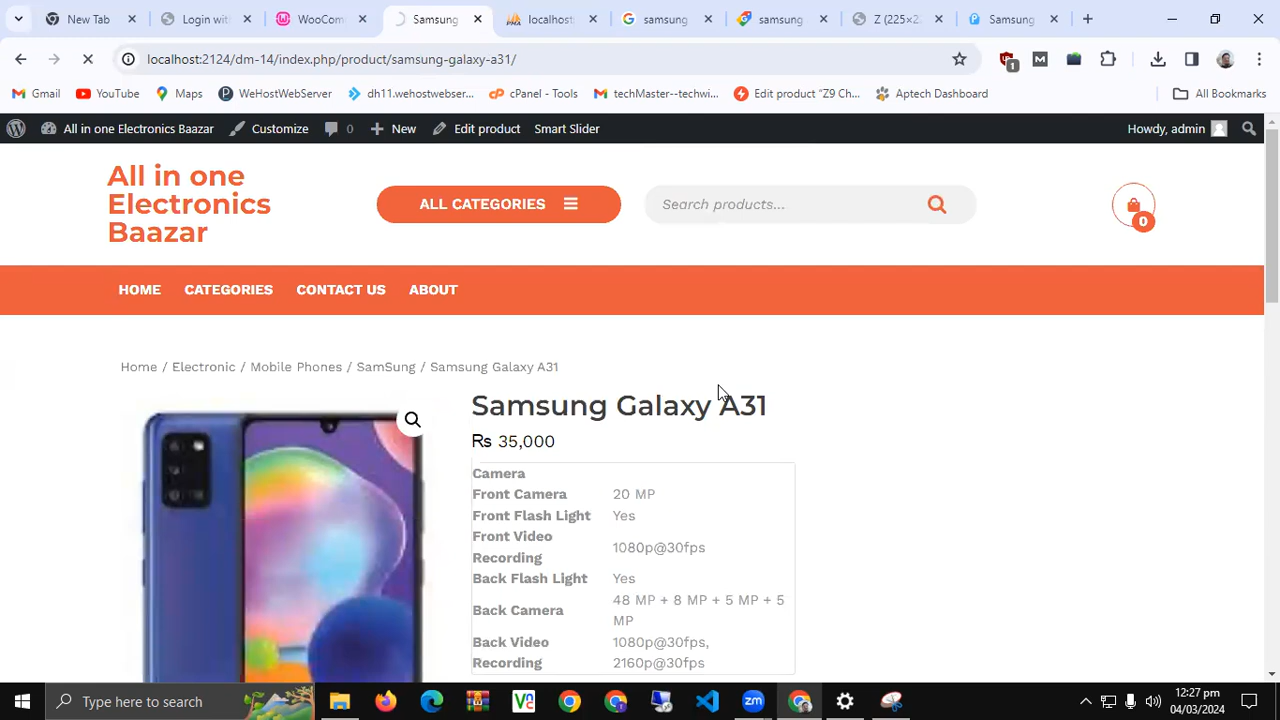 New Tab
Login with
WooCom
Samsung
localhost
samsung
samsung
Z (225×2
Samsung
localhost:2124/dm-14/index.php/product/samsung-galaxy-a31/
1
Gmail
YouTube
Maps
WeHostWebServer
dh11.wehostwebser...
cPanel - Tools
techMaster--techwi...
Edit product "Z9 Ch...
Aptech Dashboard
All Bookmarks
All in one Electronics Baazar
Customize
0
New
Edit product
Smart Slider
Howdy, admin
All in one
Electronics
Baazar
ALL CATEGORIES
Search products...
0
HOME
CATEGORIES
CONTACT US
ABOUT
Home / Electronic / Mobile Phones / SamSung / Samsung Galaxy A31
Samsung Galaxy A31
₨ 35,000
Camera
Front Camera 20 MP
Front Flash Light Yes
Front Video
Recording 1080p@30fps
Back Flash Light Yes
Back Camera 48 MP + 8 MP + 5 MP + 5
MP
Back Video 1080p@30fps,
Recording 2160p@30fps
Type here to search
zm
12:27 pm
04/03/2024